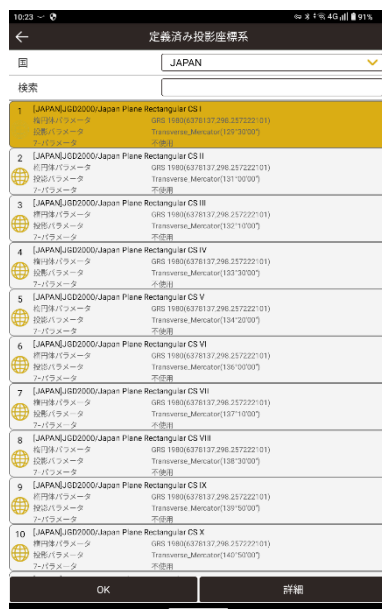 10:23 4G 91%
← 定義済み投影座標系
国 JAPAN
検索
1 [JAPAN]JGD2000/Japan Plane Rectangular CS I
楕円体パラメータ GRS 1980(6378137,298.257222101)
投影パラメータ Transverse_Mercator(129°30'00")
7-パラメータ 不使用
2 [JAPAN]JGD2000/Japan Plane Rectangular CS II
楕円体パラメータ GRS 1980(6378137,298.257222101)
投影パラメータ Transverse_Mercator(131°00'00")
7-パラメータ 不使用
3 [JAPAN]JGD2000/Japan Plane Rectangular CS III
楕円体パラメータ GRS 1980(6378137,298.257222101)
投影パラメータ Transverse_Mercator(132°10'00")
7-パラメータ 不使用
4 [JAPAN]JGD2000/Japan Plane Rectangular CS IV
楕円体パラメータ GRS 1980(6378137,298.257222101)
投影パラメータ Transverse_Mercator(133°30'00")
7-パラメータ 不使用
5 [JAPAN]JGD2000/Japan Plane Rectangular CS V
楕円体パラメータ GRS 1980(6378137,298.257222101)
投影パラメータ Transverse_Mercator(134°20'00")
7-パラメータ 不使用
6 [JAPAN]JGD2000/Japan Plane Rectangular CS VI
楕円体パラメータ GRS 1980(6378137,298.257222101)
投影パラメータ Transverse_Mercator(136°00'00")
7-パラメータ 不使用
7 [JAPAN]JGD2000/Japan Plane Rectangular CS VII
楕円体パラメータ GRS 1980(6378137,298.257222101)
投影パラメータ Transverse_Mercator(137°10'00")
7-パラメータ 不使用
8 [JAPAN]JGD2000/Japan Plane Rectangular CS VIII
楕円体パラメータ GRS 1980(6378137,298.257222101)
投影パラメータ Transverse_Mercator(138°30'00")
7-パラメータ 不使用
9 [JAPAN]JGD2000/Japan Plane Rectangular CS IX
楕円体パラメータ GRS 1980(6378137,298.257222101)
投影パラメータ Transverse_Mercator(139°50'00")
7-パラメータ 不使用
10 [JAPAN]JGD2000/Japan Plane Rectangular CS X
楕円体パラメータ GRS 1980(6378137,298.257222101)
投影パラメータ Transverse_Mercator(140°50'00")
7-パラメータ 不使用
OK 詳細